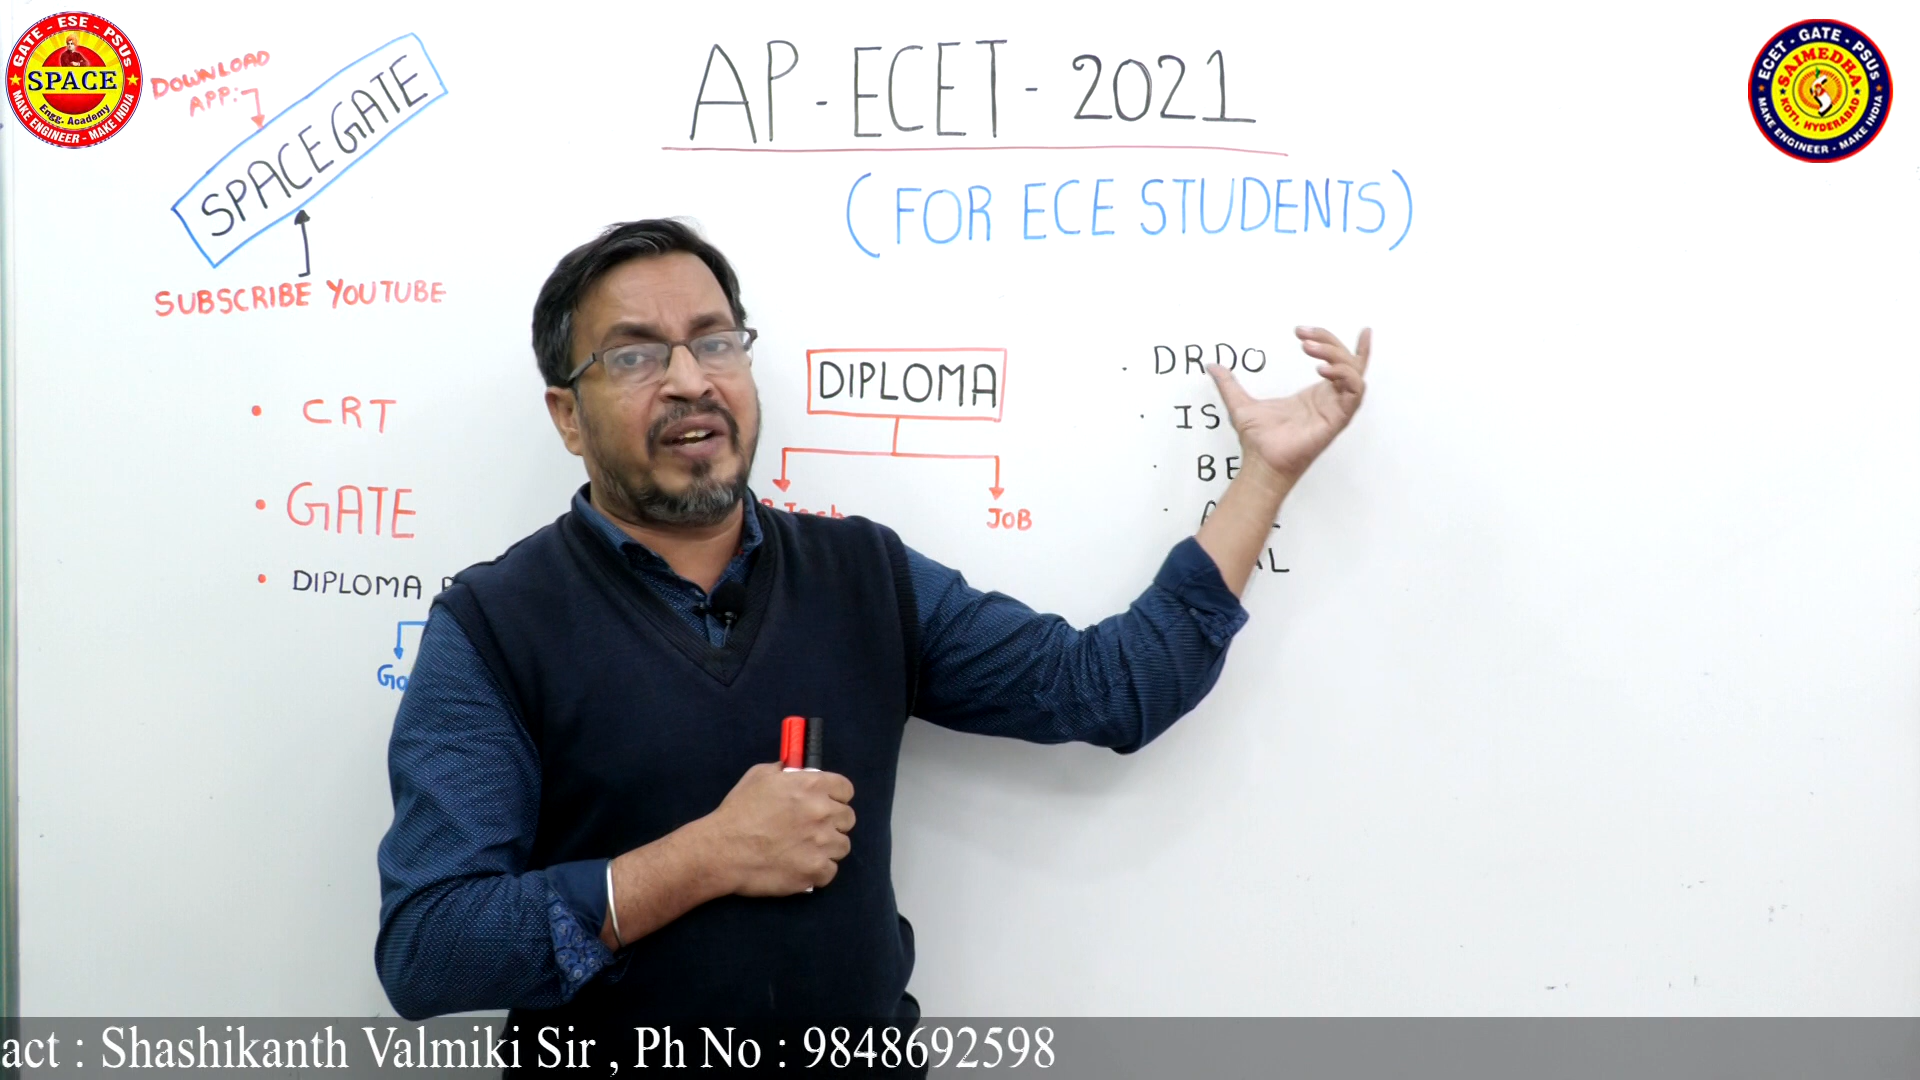 GATE - ESE - PSUs
SPACE
Engg. Academy
MAKE ENGINEER - MAKE INDIA
DOWNLOAD
APP:-
SPACE GATE
SUBSCRIBE YOUTUBE
AP - ECET - 2021
(FOR ECE STUDENTS)
ECET - GATE - PSUs
SAIMEDHA
KOTI, HYDERABAD
MAKE ENGINEER - MAKE INDIA
• CRT
• GATE
• DIPLOMA
DIPLOMA
JOB
• DRDO
act : Shashikanth Valmiki Sir , Ph No : 9848692598